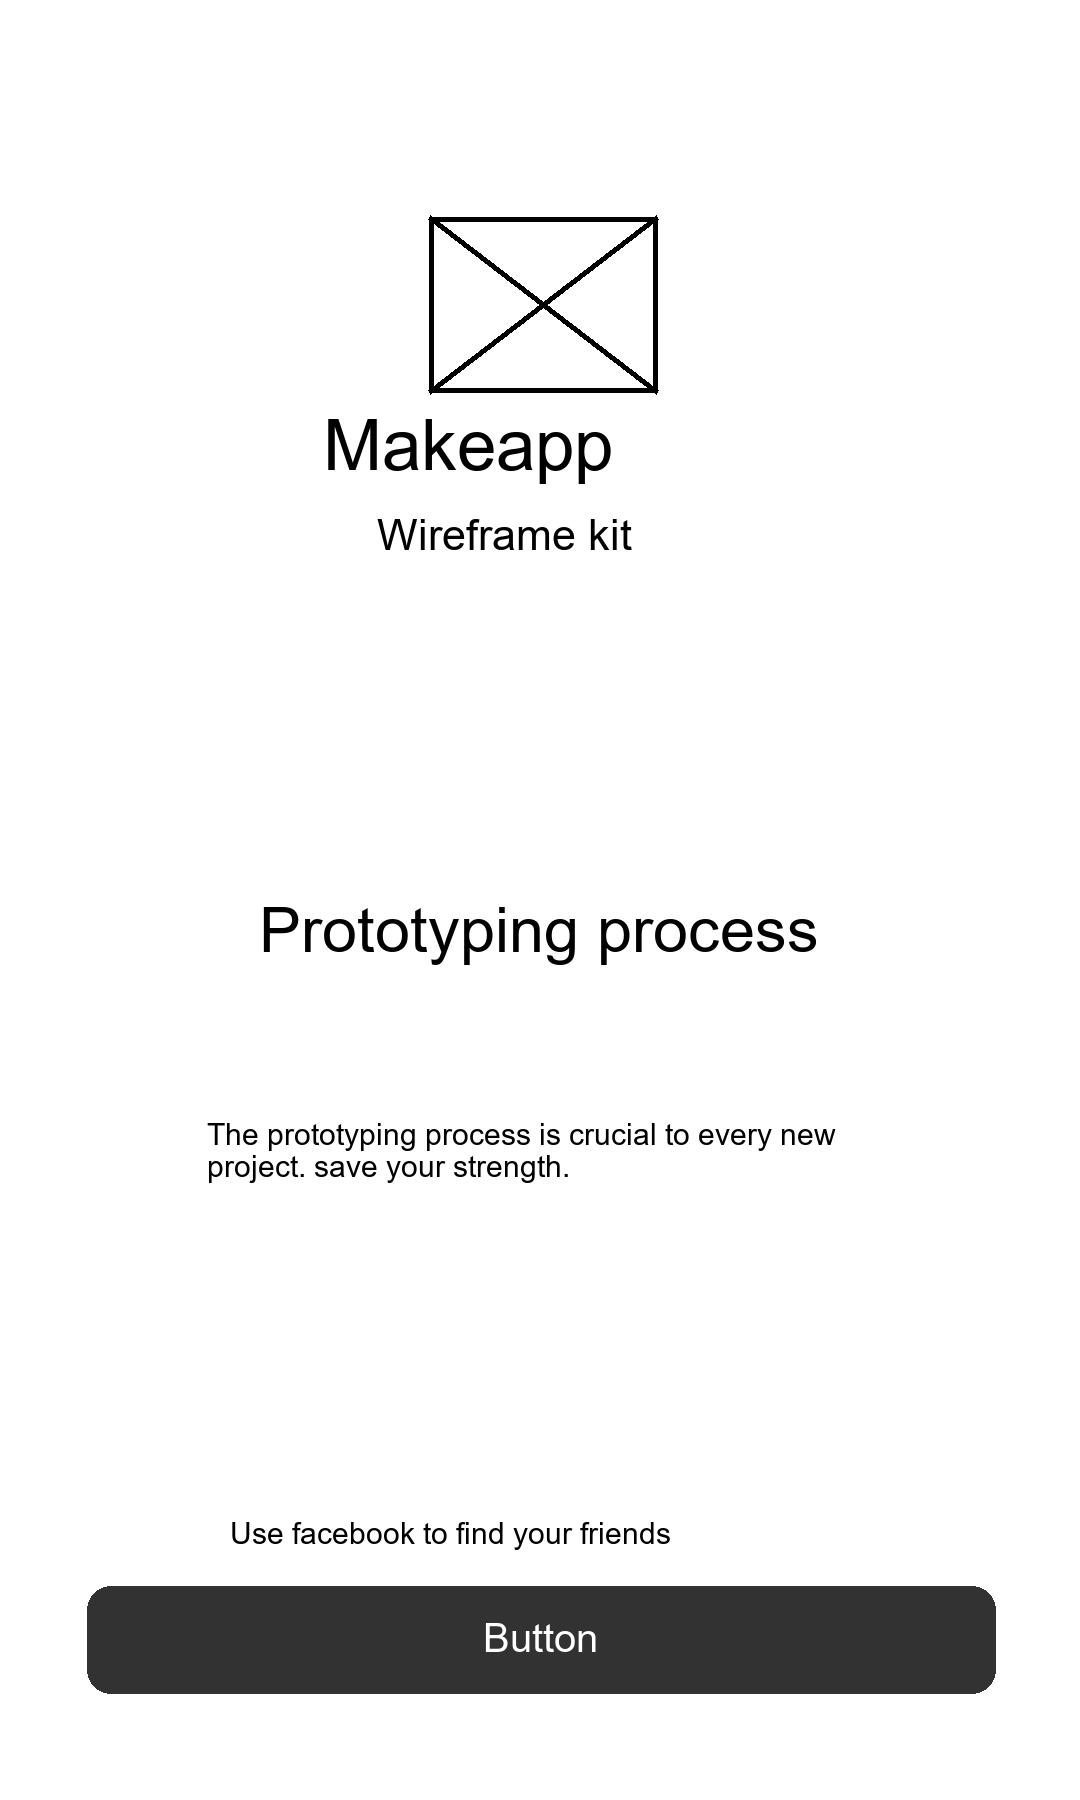 Makeapp
Wireframe kit
Prototyping process
The prototyping process is crucial to every new
project. save your strength.
Use facebook to find your friends
Button